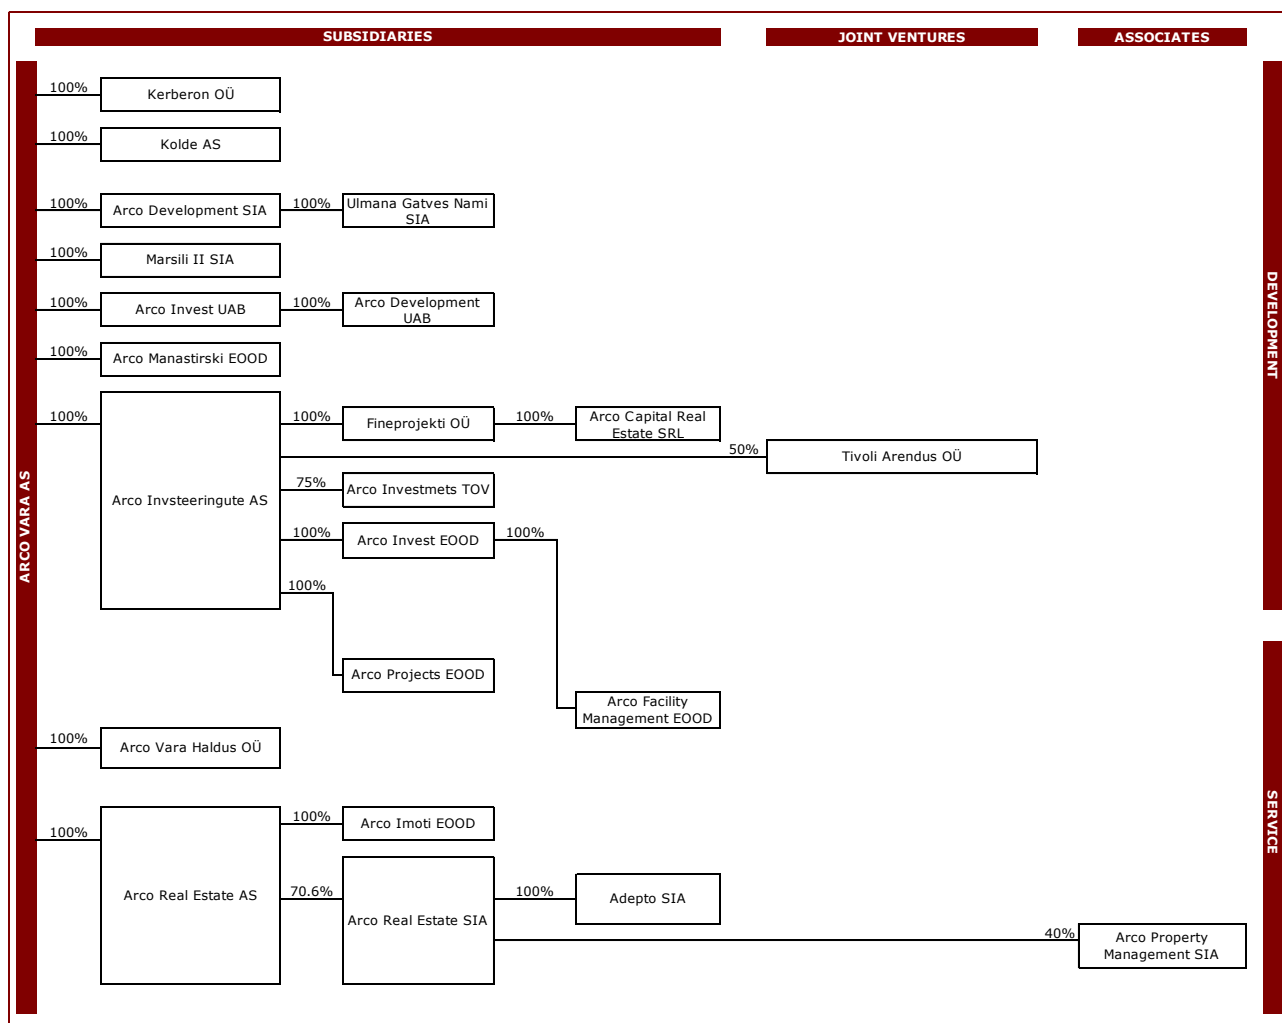 SUBSIDIARIES
JOINT VENTURES
ASSOCIATES
ARCO VARA AS
DEVELOPMENT
SERVICE
100%
Kerberon OÜ
100%
Kolde AS
100%
Arco Development SIA
100%
Ulmana Gatves Nami
SIA
100%
Marsili II SIA
100%
Arco Invest UAB
100%
Arco Development
UAB
100%
Arco Manastirski EOOD
100%
Arco Invsteeringute AS
100%
Fineprojekti OÜ
100%
Arco Capital Real
Estate SRL
50%
Tivoli Arendus OÜ
75%
Arco Investmets TOV
100%
Arco Invest EOOD
100%
100%
Arco Projects EOOD
Arco Facility
Management EOOD
100%
Arco Vara Haldus OÜ
100%
Arco Real Estate AS
100%
Arco Imoti EOOD
70.6%
Arco Real Estate SIA
100%
Adepto SIA
40%
Arco Property
Management SIA